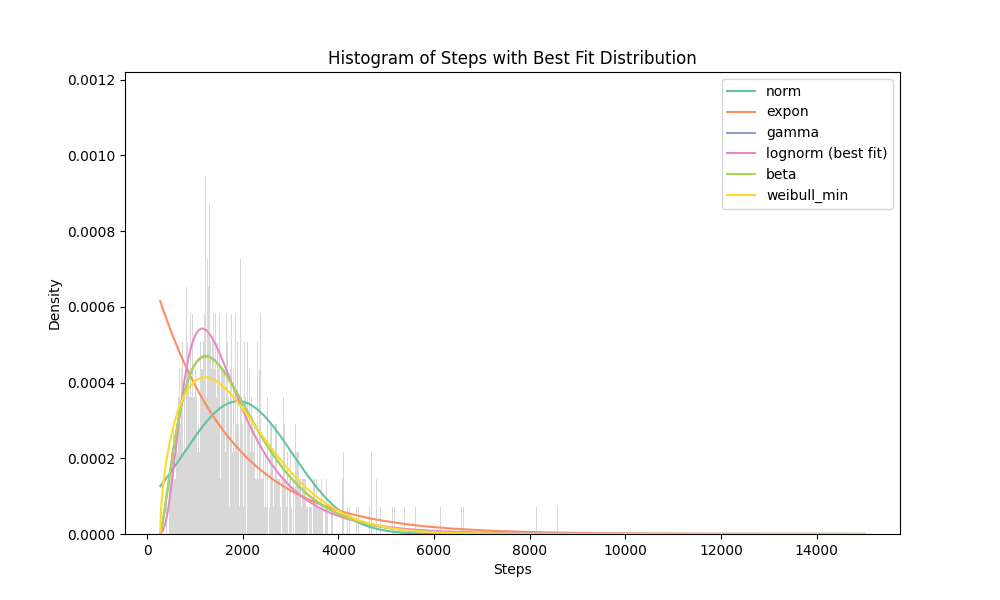 Histogram of Steps with Best Fit Distribution
0.0012
0.0010
0.0008
0.0006
0.0004
0.0002
0.0000
Density
norm
expon
gamma
lognorm (best fit)
beta
weibull_min
0 2000 4000 6000 8000 10000 12000 14000
Steps